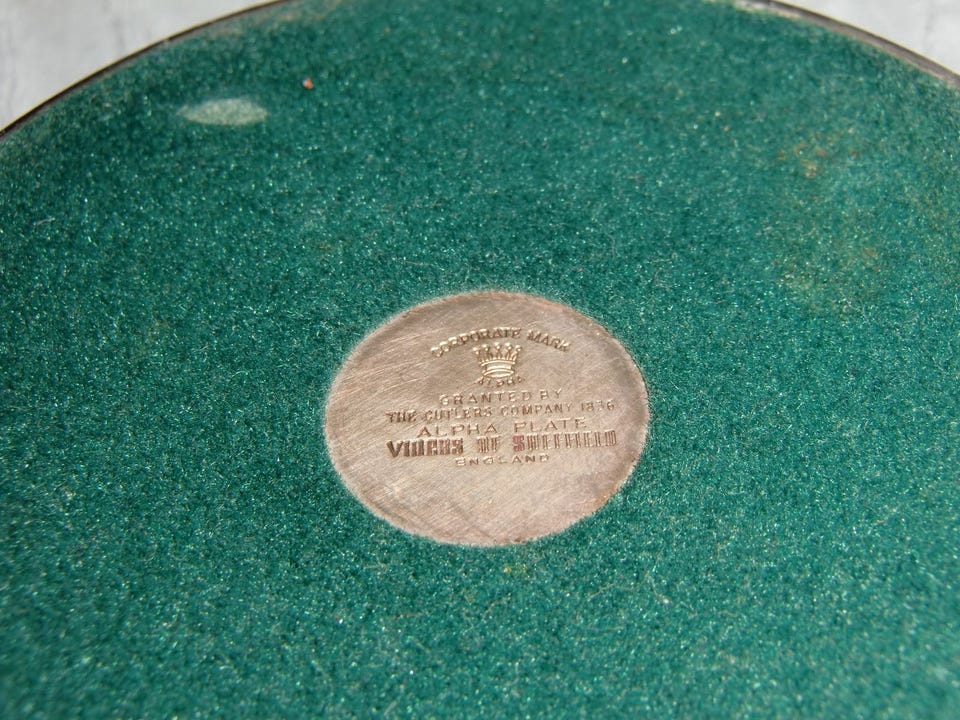 CORPORATE MARK
GRANTED BY
THE CUTLERS COMPANY 1836
ALPHA PLATE
VINERS OF SHEFFIELD
ENGLAND